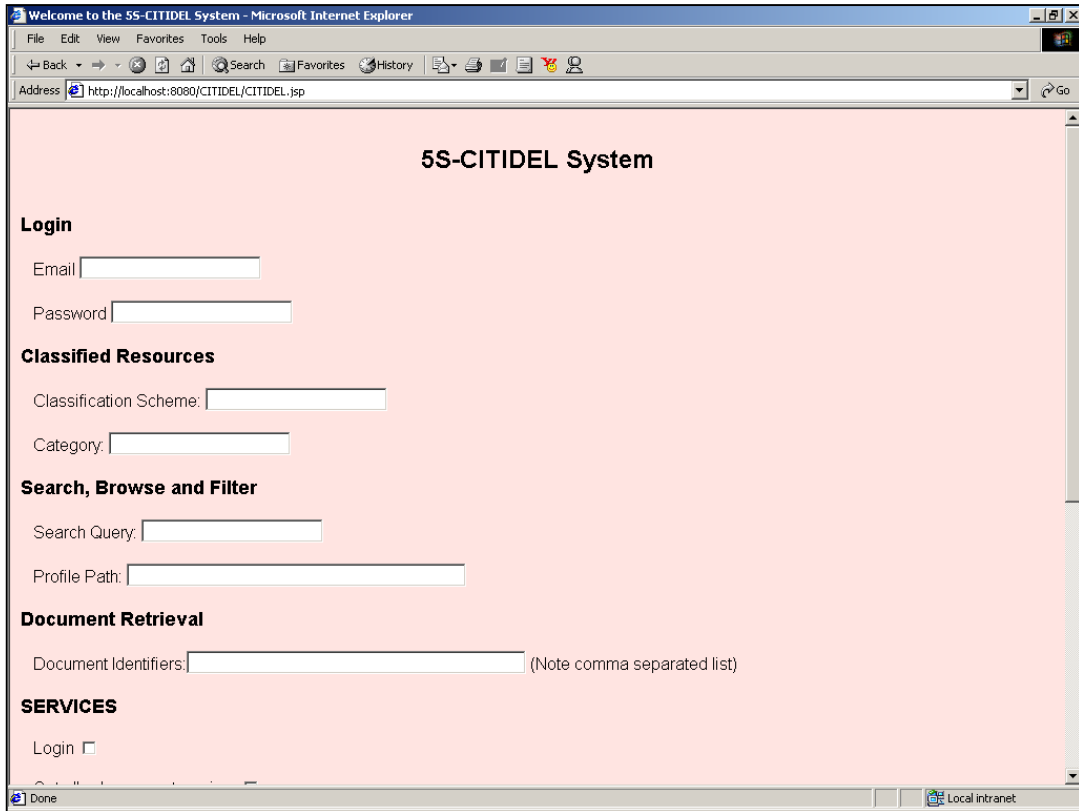 Welcome to the 5S-CITIDEL System - Microsoft Internet Explorer
File Edit View Favorites Tools Help
Back Search Favorites History
Address http://localhost:8080/CITIDEL/CITIDEL.jsp Go
5S-CITIDEL System
Login
Email
Password
Classified Resources
Classification Scheme:
Category:
Search, Browse and Filter
Search Query:
Profile Path:
Document Retrieval
Document Identifiers: (Note comma separated list)
SERVICES
Login
Done Local intranet